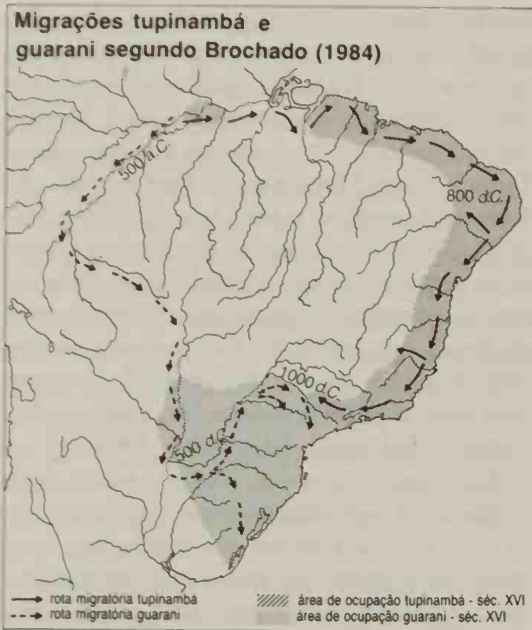 Migrações tupinambá e
guarani segundo Brochado (1984)
500 a.C.
800 d.C.
1000 d.C.
500 d.C.
rota migratória tupinambá
rota migratória guarani
área de ocupação tupinambá - séc. XVI
área de ocupação guarani - séc. XVI